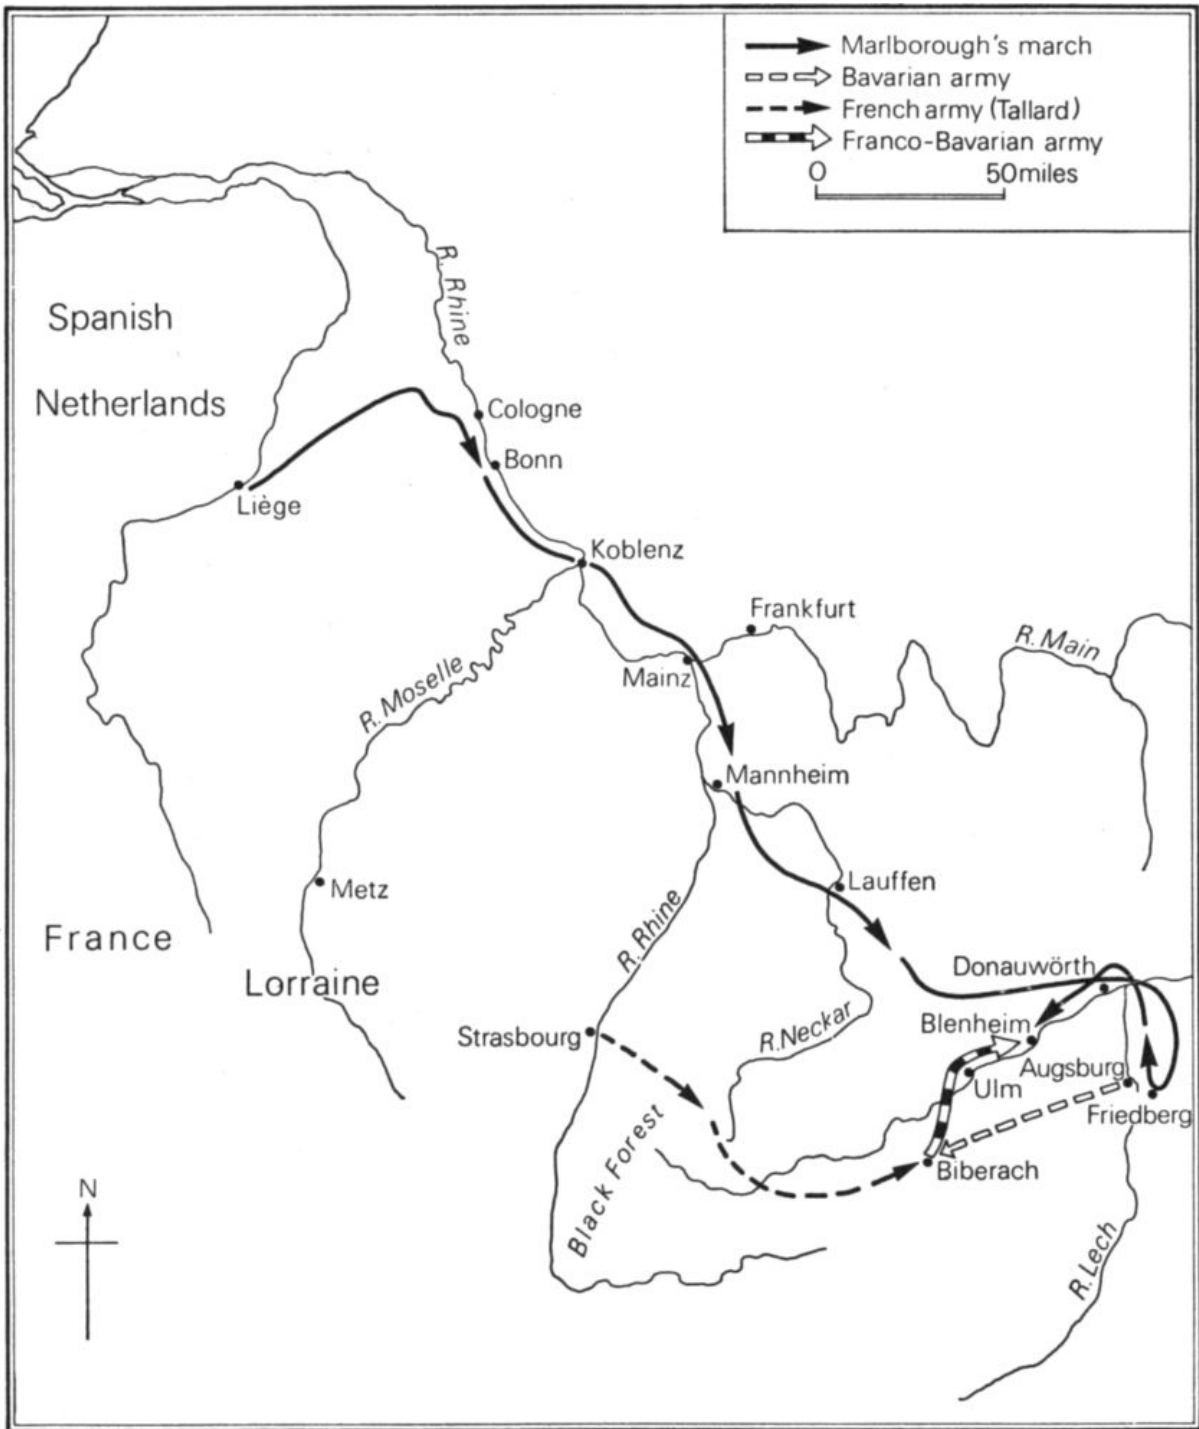 Marlborough's march
Bavarian army
French army (Tallard)
Franco-Bavarian army
0 50miles
R. Rhine
Spanish
Netherlands
Cologne
Bonn
Liège
Koblenz
Frankfurt
R. Main
Mainz
R. Moselle
Mannheim
Metz
Lauffen
France
R. Rhine
Lorraine
Donauwörth
Strasbourg
R. Neckar
Blenheim
Augsburg
Ulm
Friedberg
Black Forest
Biberach
N
R. Lech